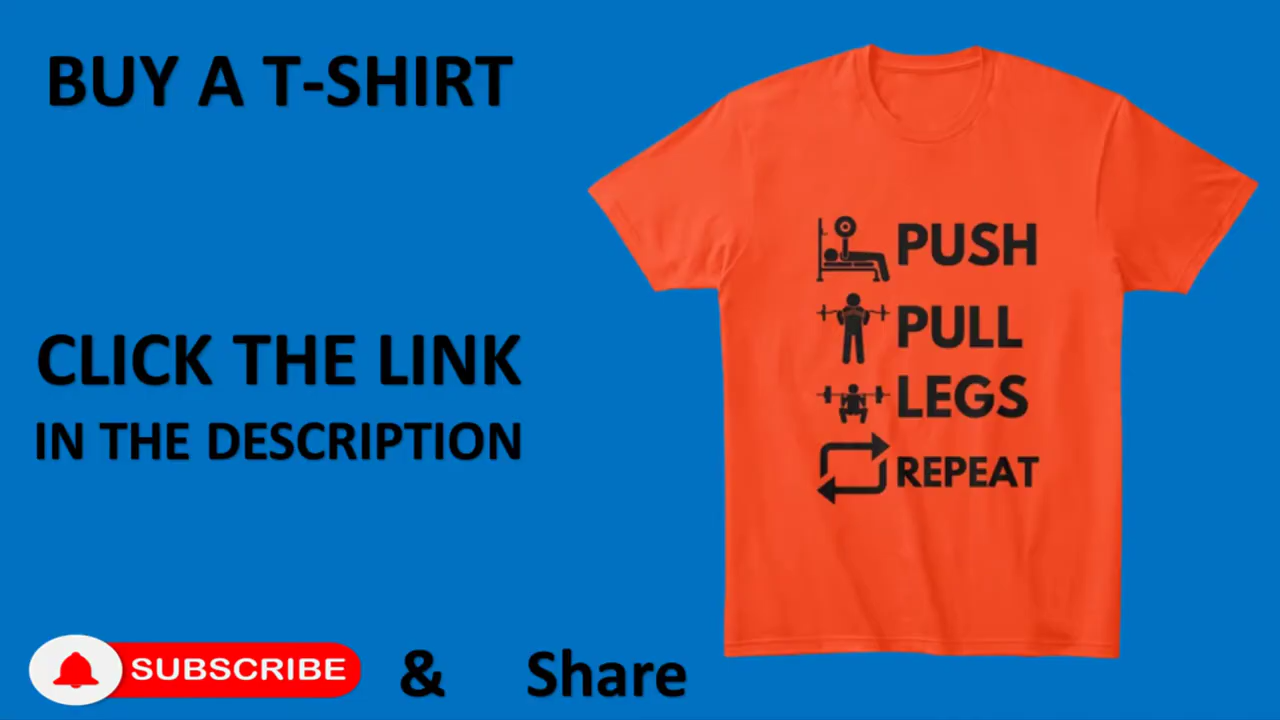 BUY A T-SHIRT
CLICK THE LINK
IN THE DESCRIPTION
PUSH
PULL
LEGS
REPEAT
SUBSCRIBE & Share